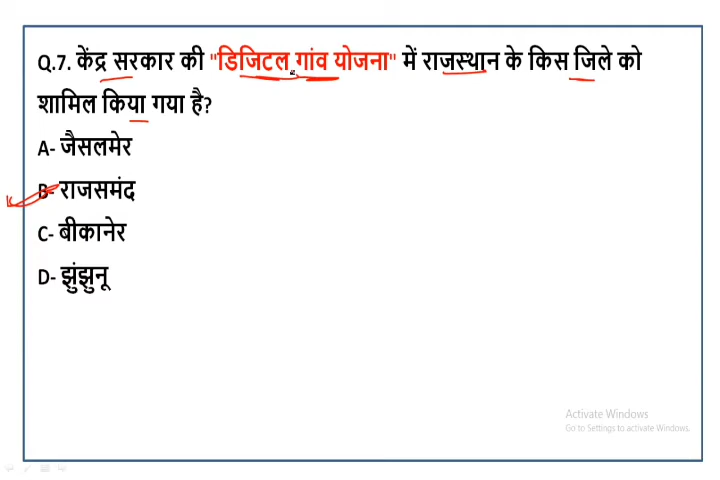 Q.7. केंद्र सरकार की "डिजिटल गांव योजना" में राजस्थान के किस जिले को
शामिल किया गया है?
A- जैसलमेर
B- राजसमंद
C- बीकानेर
D- झुंझुनू
Activate Windows
Go to Settings to activate Windows.